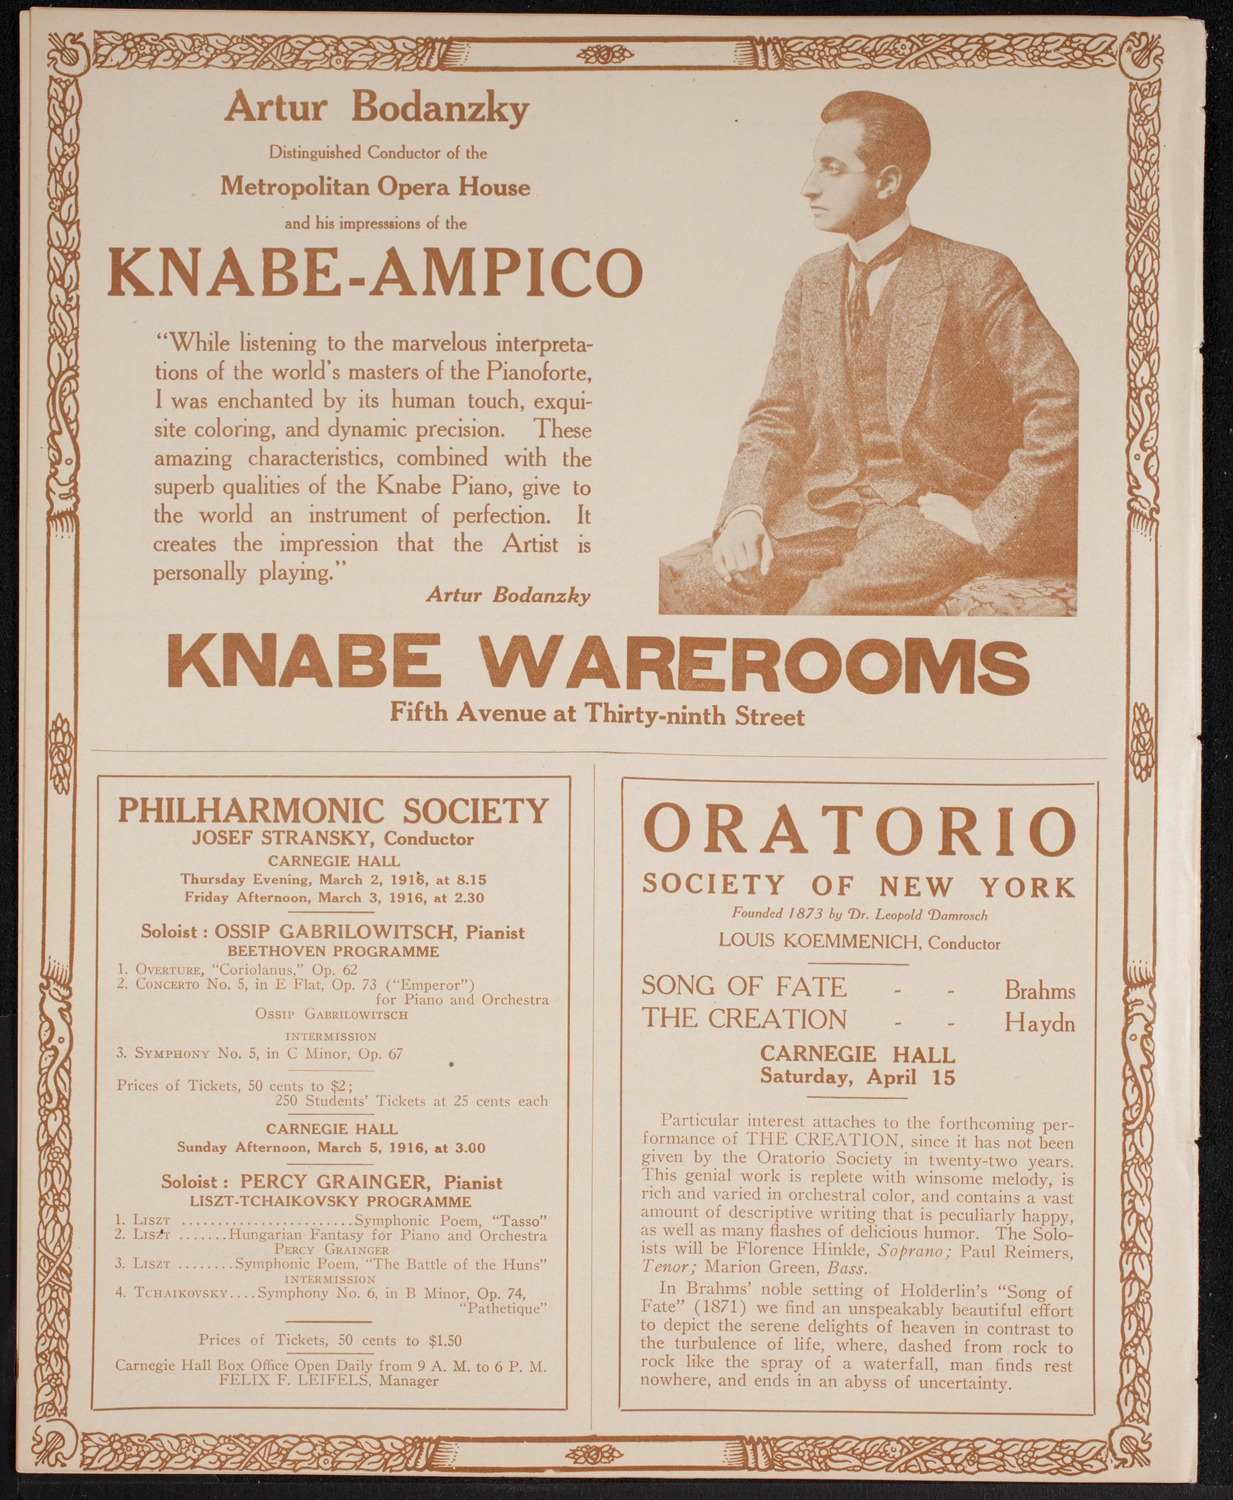 Artur Bodanzky
Distinguished Conductor of the
Metropolitan Opera House
and his impresssions of the
KNABE-AMPICO
“While listening to the marvelous interpreta-
tions of the world's masters of the Pianoforte,
I was enchanted by its human touch, exqui-
site coloring, and dynamic precision. These
amazing characteristics, combined with the
superb qualities of the Knabe Piano, give to
the world an instrument of perfection. It
creates the impression that the Artist is
personally playing.”
Artur Bodanzky
KNABE WAREROOMS
Fifth Avenue at Thirty-ninth Street
PHILHARMONIC SOCIETY
JOSEF STRANSKY, Conductor
CARNEGIE HALL
Thursday Evening, March 2, 1916, at 8.15
Friday Afternoon, March 3, 1916, at 2.30
Soloist : OSSIP GABRILOWITSCH, Pianist
BEETHOVEN PROGRAMME
1. OVERTURE, “Coriolanus,” Op. 62
2. CONCERTO No. 5, in E Flat, Op. 73 (“Emperor”)
for Piano and Orchestra
OSSIP GABRILOWITSCH
INTERMISSION
3. SYMPHONY No. 5, in C Minor, Op. 67
Prices of Tickets, 50 cents to $2;
250 Students' Tickets at 25 cents each
CARNEGIE HALL
Sunday Afternoon, March 5, 1916, at 3.00
Soloist : PERCY GRAINGER, Pianist
LISZT-TCHAIKOVSKY PROGRAMME
1. LISZT ........................Symphonic Poem, “Tasso”
2. LISZT .......Hungarian Fantasy for Piano and Orchestra
PERCY GRAINGER
3. LISZT ........Symphonic Poem, “The Battle of the Huns”
INTERMISSION
4. TCHAIKOVSKY....Symphony No. 6, in B Minor, Op. 74,
“Pathetique”
Prices of Tickets, 50 cents to $1.50
Carnegie Hall Box Office Open Daily from 9 A. M. to 6 P. M.
FELIX F. LEIFELS, Manager
ORATORIO
SOCIETY OF NEW YORK
Founded 1873 by Dr. Leopold Damrosch
LOUIS KOEMMENICH, Conductor
SONG OF FATE - - Brahms
THE CREATION - - Haydn
CARNEGIE HALL
Saturday, April 15
Particular interest attaches to the forthcoming per-
formance of THE CREATION, since it has not been
given by the Oratorio Society in twenty-two years.
This genial work is replete with winsome melody, is
rich and varied in orchestral color, and contains a vast
amount of descriptive writing that is peculiarly happy,
as well as many flashes of delicious humor. The Solo-
ists will be Florence Hinkle, Soprano; Paul Reimers,
Tenor; Marion Green, Bass.
In Brahms' noble setting of Holderlin's “Song of
Fate” (1871) we find an unspeakably beautiful effort
to depict the serene delights of heaven in contrast to
the turbulence of life, where, dashed from rock to
rock like the spray of a waterfall, man finds rest
nowhere, and ends in an abyss of uncertainty.